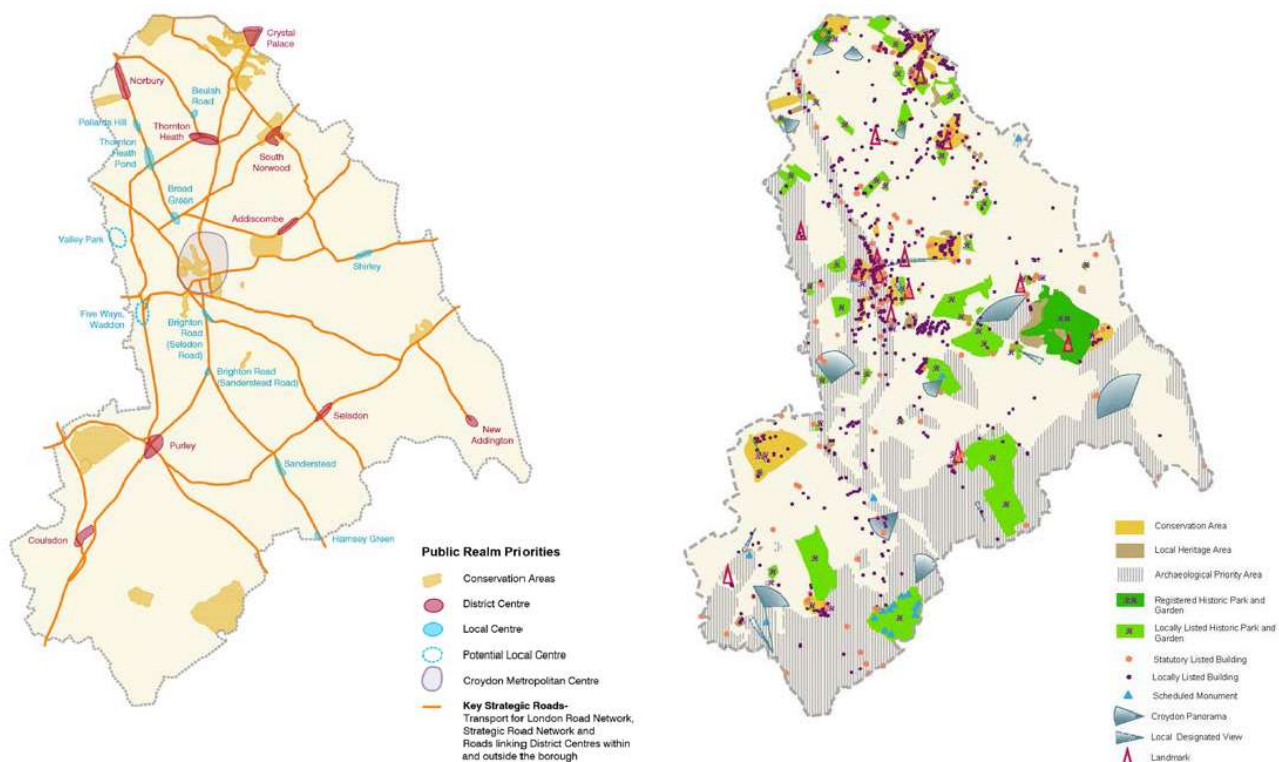 Crystal
Palace
Norbury
Beulah
Road
Pollards Hill
Thornton
Heath
Thornton
Heath
Pond
South
Norwood
Broad
Green
Addiscombe
Valley Park
Shirley
Five Ways,
Waddon
Brighton
Road
(Selsdon
Road)
Brighton Road
(Sanderstead Road)
Selsdon
New
Addington
Purley
Sanderstead
Coulsdon
Hamsey Green
Public Realm Priorities
Conservation Areas
District Centre
Local Centre
Potential Local Centre
Croydon Metropolitan Centre
Key Strategic Roads-
Transport for London Road Network,
Strategic Road Network and
Roads linking District Centres within
and outside the borough
Conservation Area
Local Heritage Area
Archaeological Priority Area
Registered Historic Park and
Garden
Locally Listed Historic Park and
Garden
Statutory Listed Building
Locally Listed Building
Scheduled Monument
Croydon Panorama
Local Designated View
Landmark